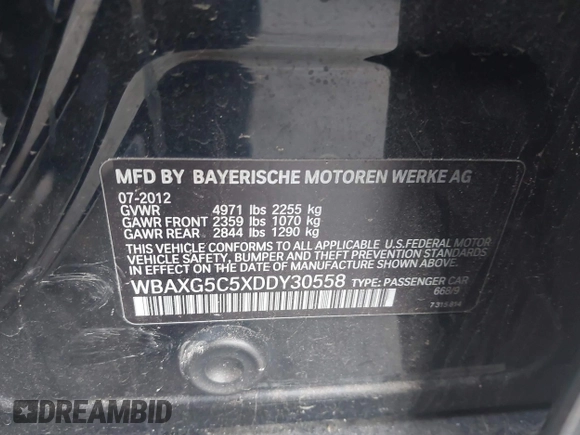 MFD BY BAYERISCHE MOTOREN WERKE AG
07-2012
GVWR 4971 lbs 2255 kg
GAWR FRONT 2359 lbs 1070 kg
GAWR REAR 2844 lbs 1290 kg
THIS VEHICLE CONFORMS TO ALL APPLICABLE U.S.FEDERAL MOTOR
VEHICLE SAFETY, BUMPER, AND THEFT PREVENTION STANDARDS
IN EFFECT ON THE DATE OF MANUFACTURE SHOWN ABOVE.
WBAXG5C5XDDY30558 TYPE: PASSENGER CAR
668/9
DREAMBID